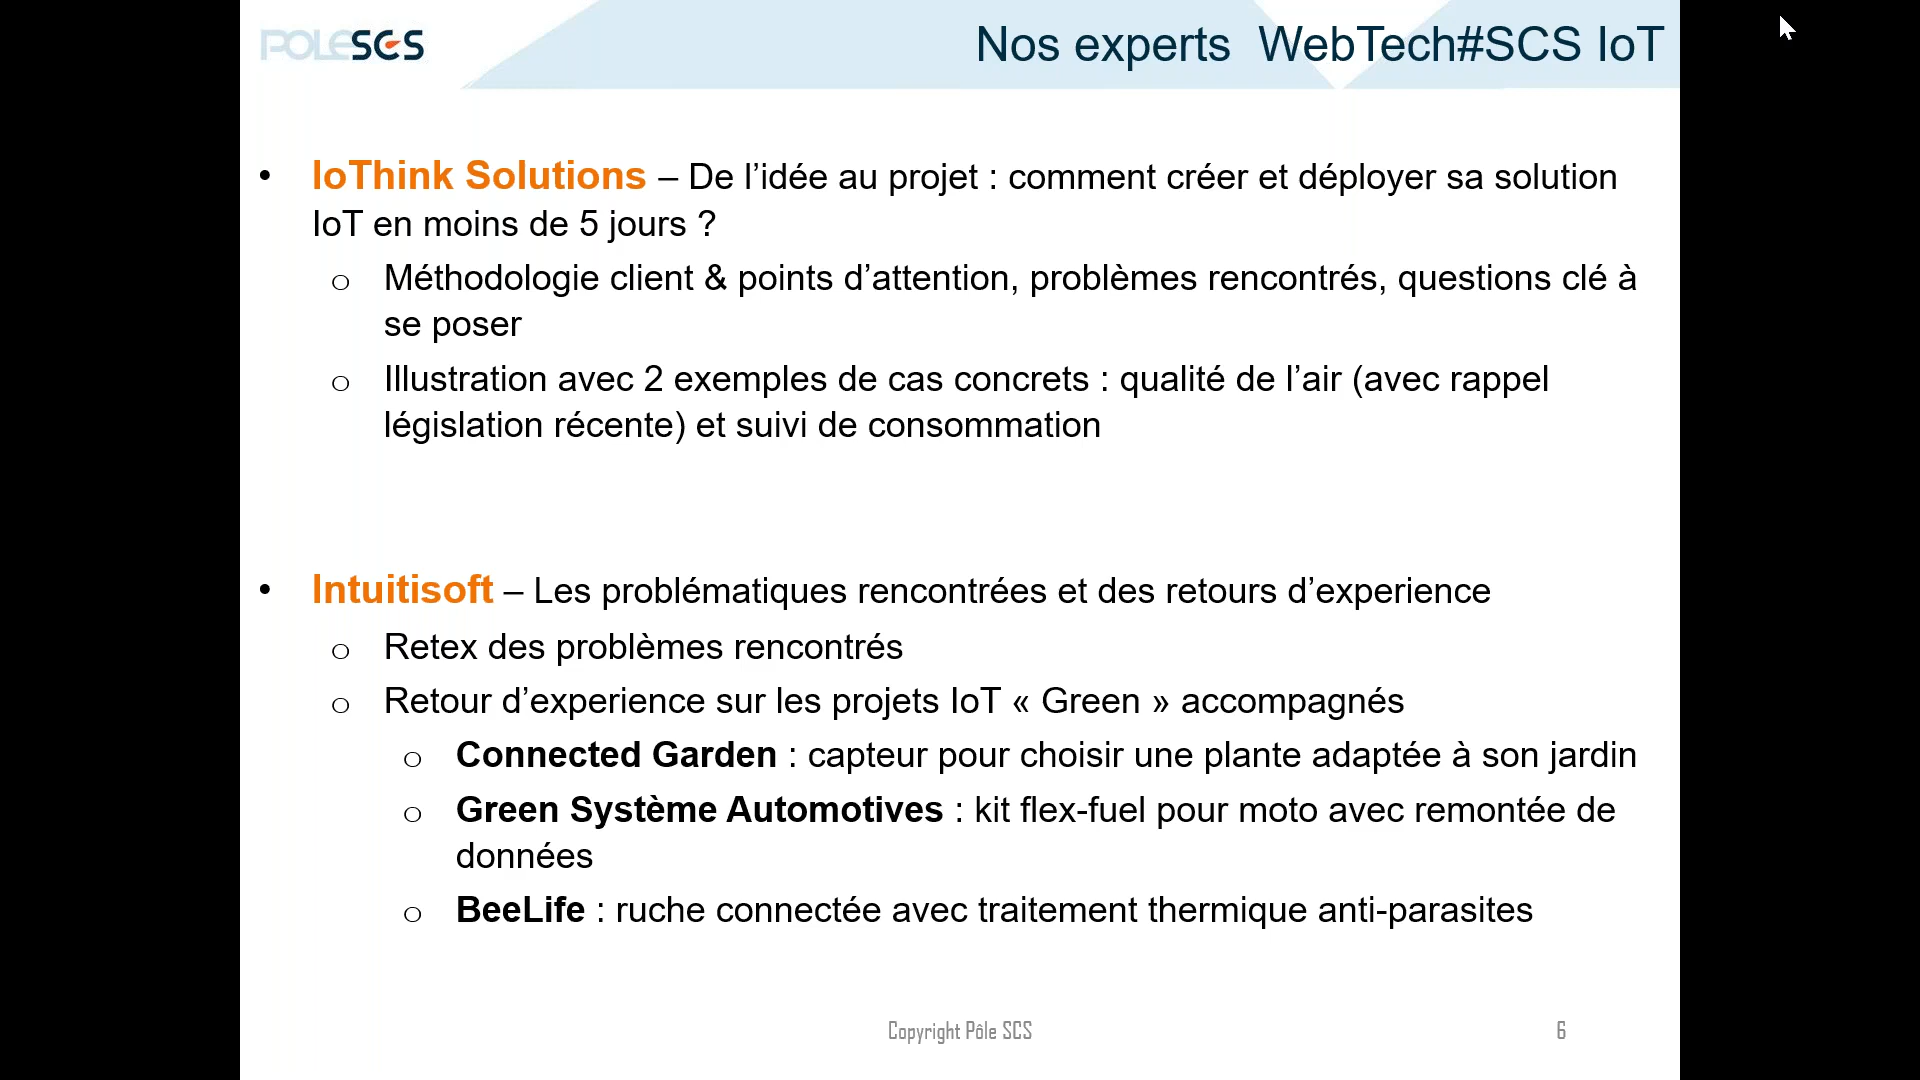 POLESCS
Nos experts WebTech#SCS IoT
• IoThink Solutions – De l’idée au projet : comment créer et déployer sa solution
IoT en moins de 5 jours ?
o Méthodologie client & points d’attention, problèmes rencontrés, questions clé à
se poser
o Illustration avec 2 exemples de cas concrets : qualité de l’air (avec rappel
législation récente) et suivi de consommation
• Intuitisoft – Les problématiques rencontrées et des retours d’experience
o Retex des problèmes rencontrés
o Retour d’experience sur les projets IoT « Green » accompagnés
o Connected Garden : capteur pour choisir une plante adaptée à son jardin
o Green Système Automotives : kit flex-fuel pour moto avec remontée de
données
o BeeLife : ruche connectée avec traitement thermique anti-parasites
Copyright Pôle SCS
6